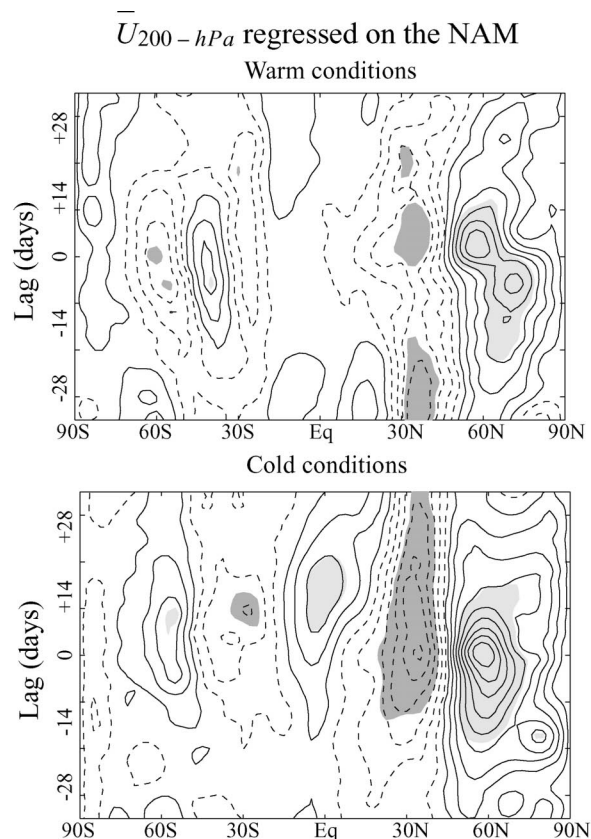 U̅200 – hPa regressed on the NAM
Warm conditions
Lag (days)
+28
+14
0
-14
-28
90S 60S 30S Eq 30N 60N 90N
Cold conditions
Lag (days)
+28
+14
0
-14
-28
90S 60S 30S Eq 30N 60N 90N